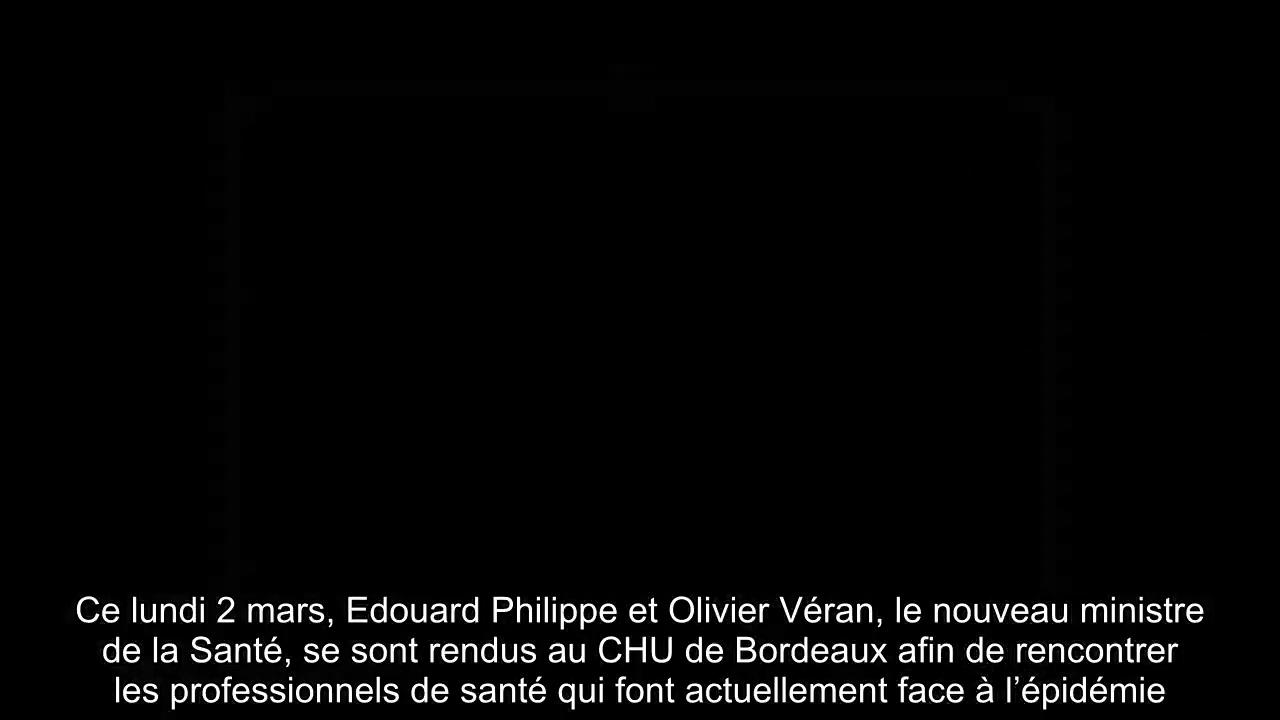 Ce lundi 2 mars, Edouard Philippe et Olivier Véran, le nouveau ministre
de la Santé, se sont rendus au CHU de Bordeaux afin de rencontrer
les professionnels de santé qui font actuellement face à l’épidémie